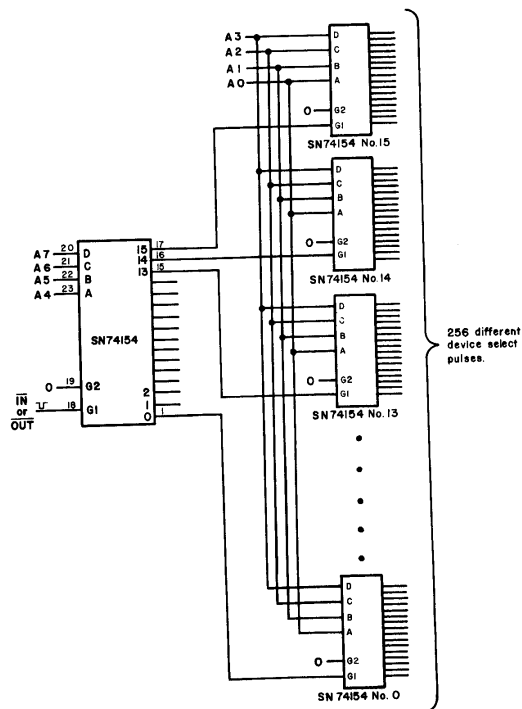 A3
A2
A1
A0
D
C
B
A
0
G2
G1
SN74154 No.15
D
C
B
A
0
G2
G1
SN74154 No.14
A7 20 D
A6 21 C
A5 22 B
A4 23 A
15 17
14 16
13 15
SN74154
0 19 G2
IN
or
OUT
18 G1
2
1
0 1
D
C
B
A
0
G2
G1
SN74154 No.13
256 different
device select
pulses.
D
C
B
A
0
G2
G1
SN74154 No.0